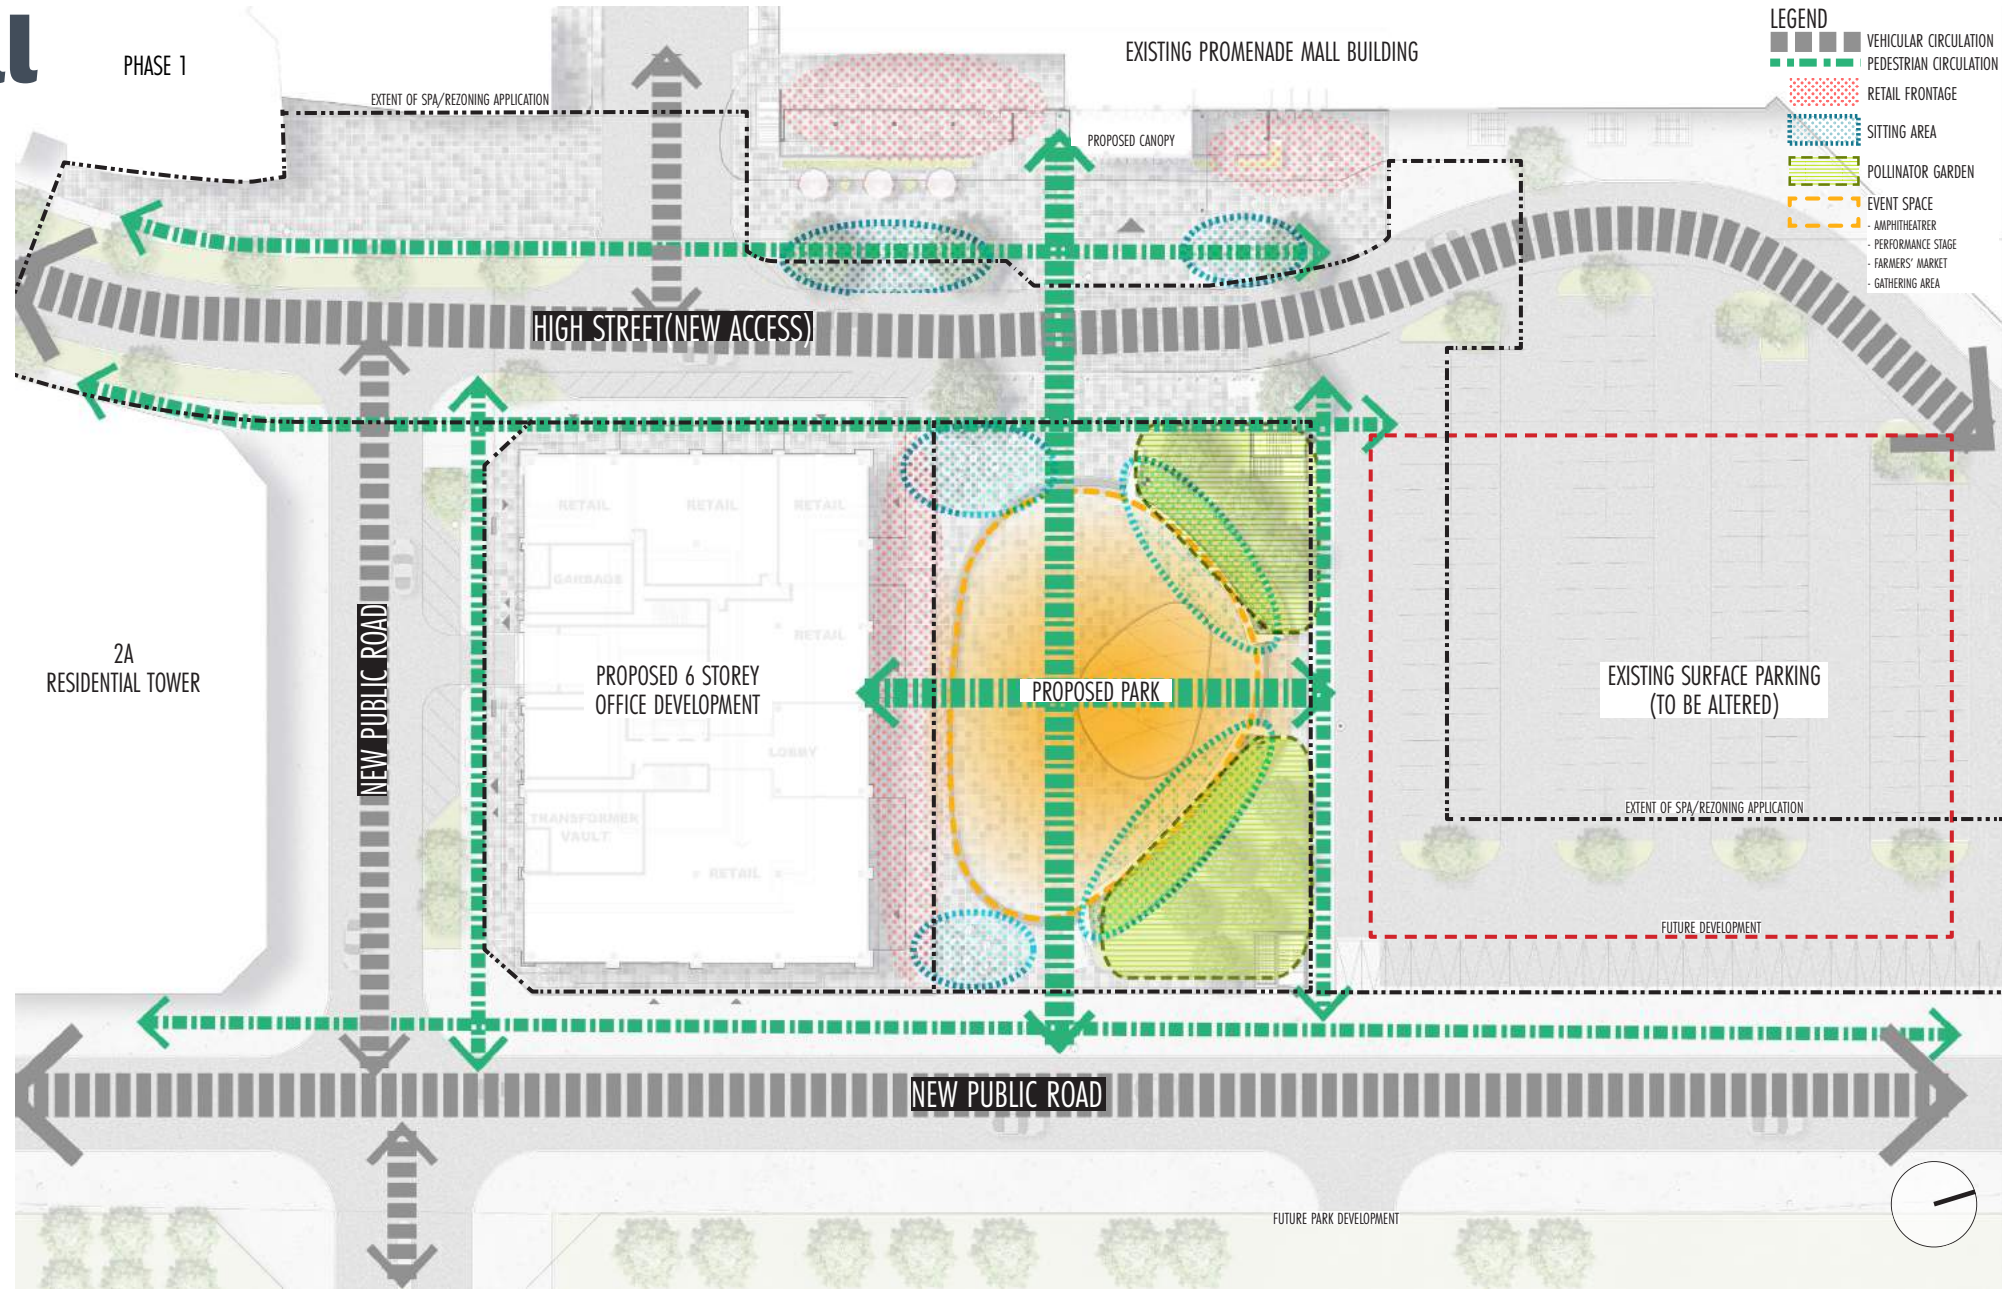 PHASE 1
EXISTING PROMENADE MALL BUILDING
LEGEND
VEHICULAR CIRCULATION
PEDESTRIAN CIRCULATION
RETAIL FRONTAGE
SITTING AREA
POLLINATOR GARDEN
EVENT SPACE
- AMPHITHEATRER
- PERFORMANCE STAGE
- FARMERS' MARKET
- GATHERING AREA
EXTENT OF SPA/REZONING APPLICATION
PROPOSED CANOPY
HIGH STREET(NEW ACCESS)
RETAIL
RETAIL
RETAIL
GARBAGE
RETAIL
2A
RESIDENTIAL TOWER
NEW PUBLIC ROAD
PROPOSED 6 STOREY
OFFICE DEVELOPMENT
PROPOSED PARK
EXISTING SURFACE PARKING
(TO BE ALTERED)
LOBBY
TRANSFORMER
VAULT
RETAIL
EXTENT OF SPA/REZONING APPLICATION
FUTURE DEVELOPMENT
NEW PUBLIC ROAD
FUTURE PARK DEVELOPMENT